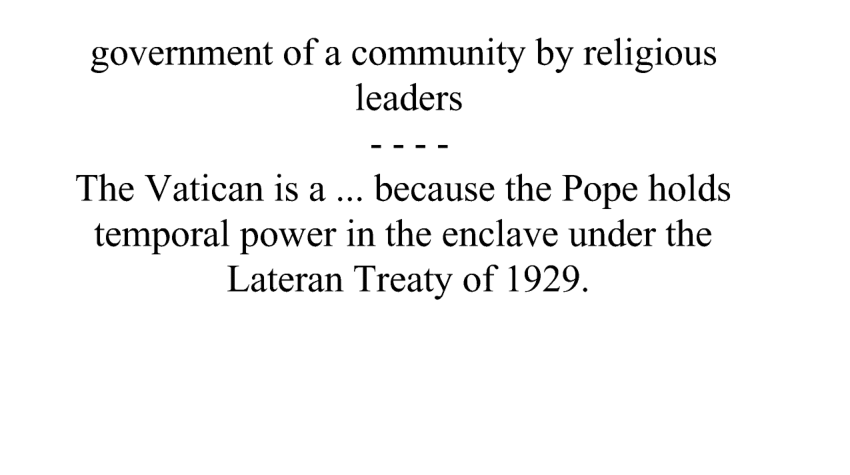 government of a community by religious
leaders
- - - -
The Vatican is a ... because the Pope holds
temporal power in the enclave under the
Lateran Treaty of 1929.